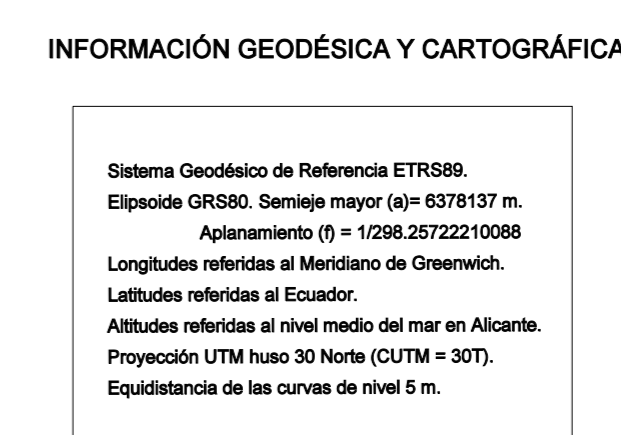 INFORMACIÓN GEODÉSICA Y CARTOGRÁFICA
Sistema Geodésico de Referencia ETRS89.
Elipsoide GRS80. Semieje mayor (a)= 6378137 m.
Aplanamiento (f) = 1/298.25722210088
Longitudes referidas al Meridiano de Greenwich.
Latitudes referidas al Ecuador.
Altitudes referidas al nivel medio del mar en Alicante.
Proyección UTM huso 30 Norte (CUTM = 30T).
Equidistancia de las curvas de nivel 5 m.